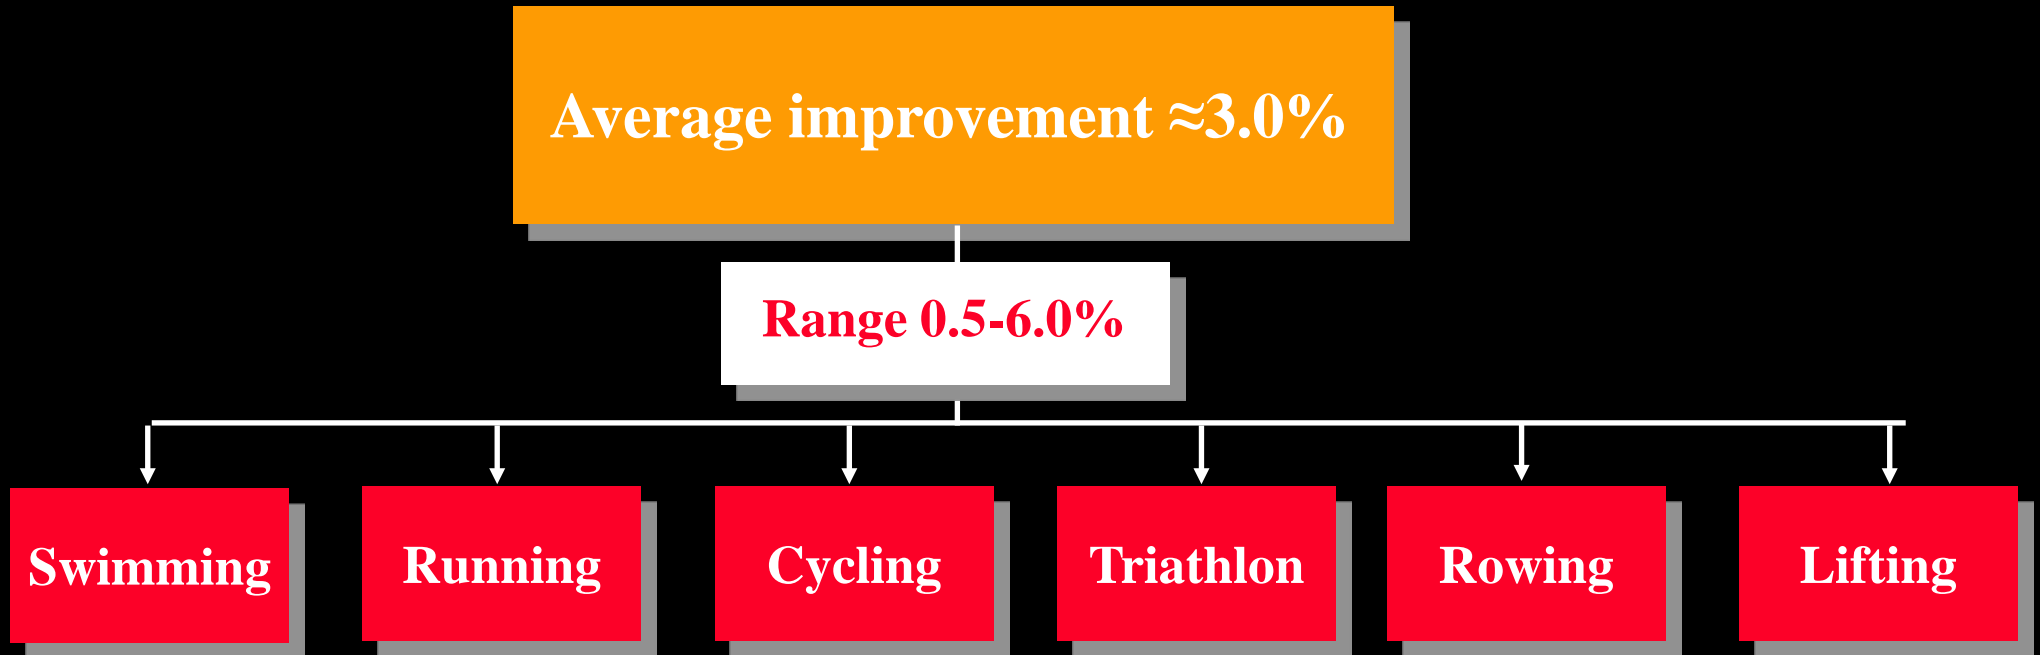 Average improvement ≈3.0%
Range 0.5-6.0%
Swimming
Running
Cycling
Triathlon
Rowing
Lifting